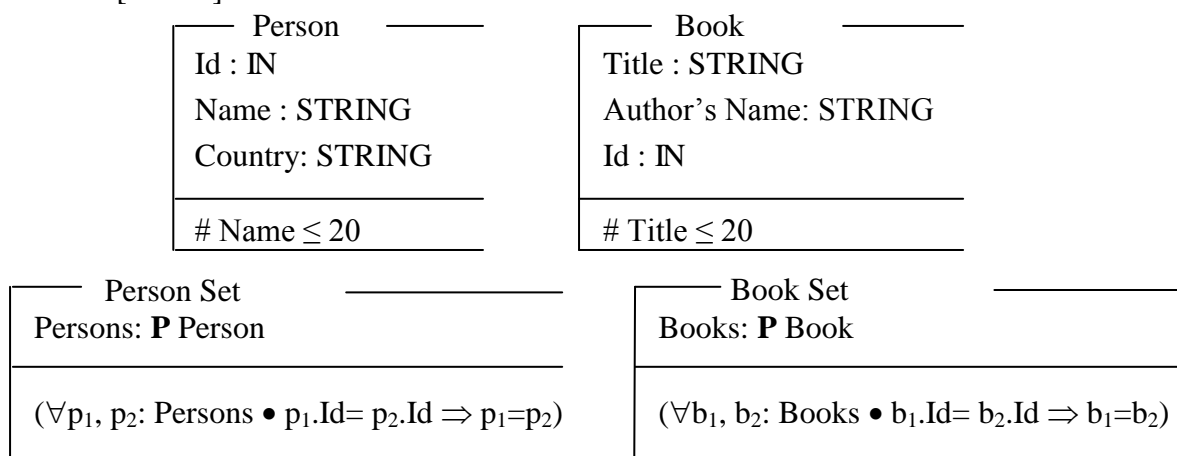 Person
Id : IN
Name : STRING
Country: STRING
# Name ≤ 20
Book
Title : STRING
Author’s Name: STRING
Id : IN
# Title ≤ 20
Person Set
Persons: P Person
(∀p₁, p₂: Persons • p₁.Id= p₂.Id ⇒ p₁=p₂)
Book Set
Books: P Book
(∀b₁, b₂: Books • b₁.Id= b₂.Id ⇒ b₁=b₂)